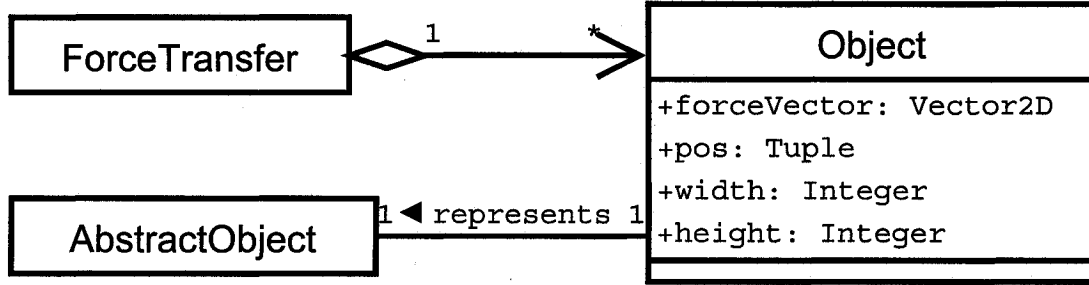 ForceTransfer
1
*
Object
+forceVector: Vector2D
+pos: Tuple
+width: Integer
+height: Integer
AbstractObject
1 ◀ represents 1